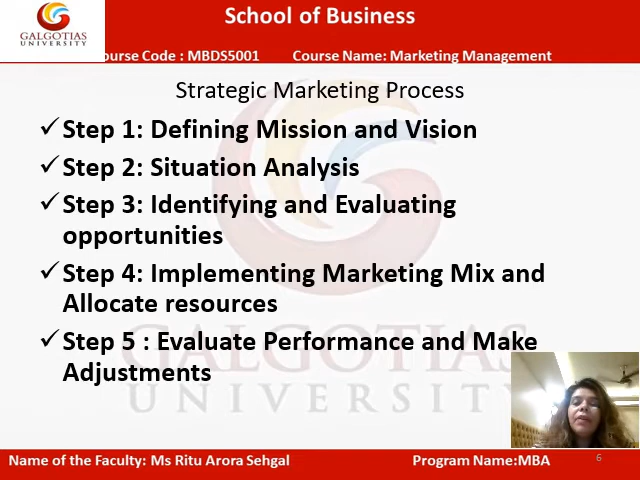 School of Business
GALGOTIAS
UNIVERSITY
ourse Code : MBDS5001 Course Name: Marketing Management
Strategic Marketing Process
✓Step 1: Defining Mission and Vision
✓Step 2: Situation Analysis
✓Step 3: Identifying and Evaluating
opportunities
✓Step 4: Implementing Marketing Mix and
Allocate resources
✓Step 5 : Evaluate Performance and Make
Adjustments
GALGOTIAS
UNIVERSITY
Name of the Faculty: Ms Ritu Arora Sehgal Program Name:MBA 6